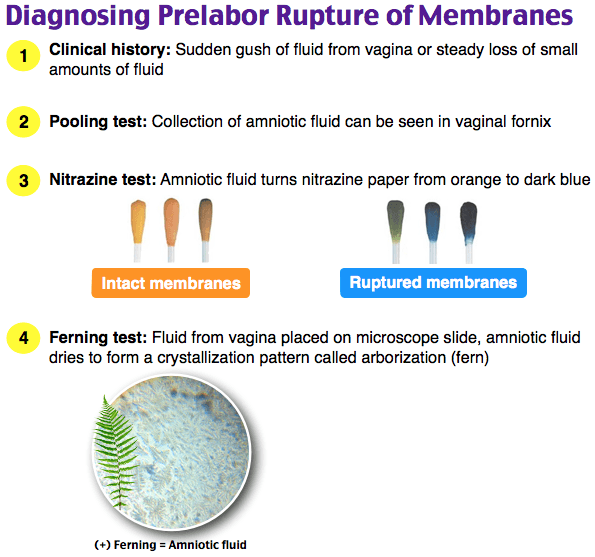 Diagnosing Prelabor Rupture of Membranes
1
Clinical history: Sudden gush of fluid from vagina or steady loss of small
amounts of fluid
2
Pooling test: Collection of amniotic fluid can be seen in vaginal fornix
3
Nitrazine test: Amniotic fluid turns nitrazine paper from orange to dark blue
Intact membranes
Ruptured membranes
4
Ferning test: Fluid from vagina placed on microscope slide, amniotic fluid
dries to form a crystallization pattern called arborization (fern)
(+) Ferning = Amniotic fluid